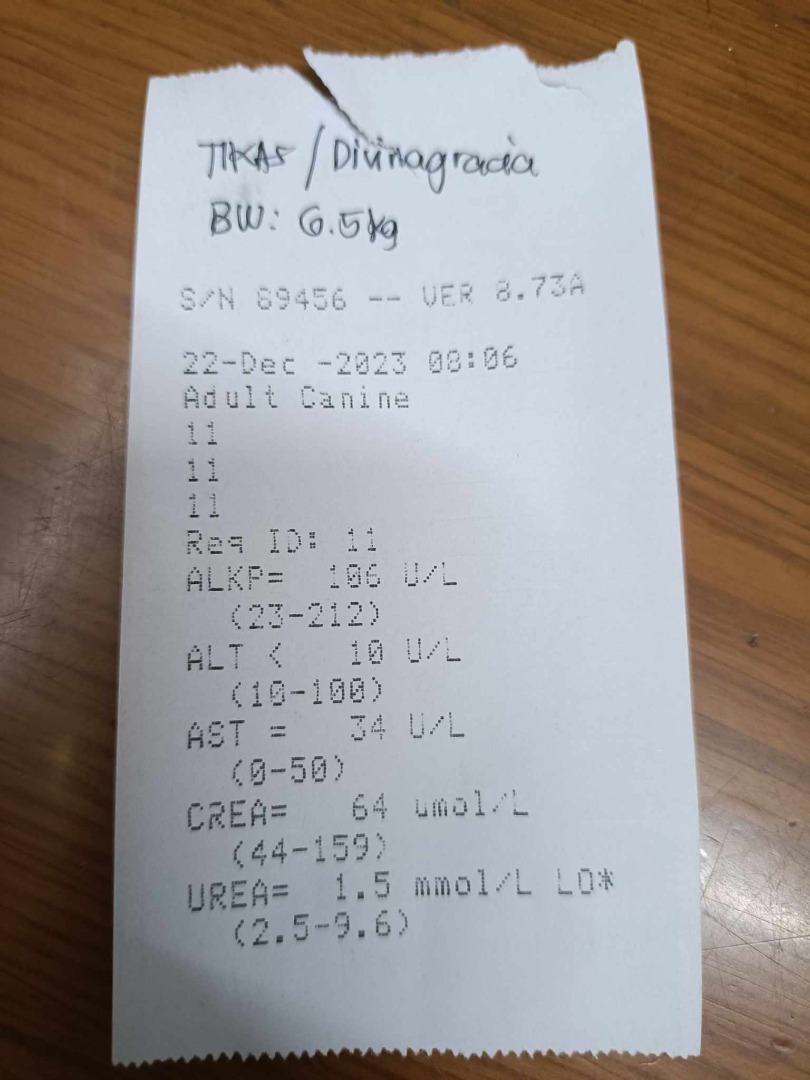 TIKAS / Divinagracia
BW: 6.5kg
S/N 89456 -- VER 8.73A
22-Dec -2023 08:06
Adult Canine
11
11
11
Req ID: 11
ALKP= 106 U/L
(23-212)
ALT < 10 U/L
(10-100)
AST = 34 U/L
(0-50)
CREA= 64 umol/L
(44-159)
UREA= 1.5 mmol/L LO*
(2.5-9.6)